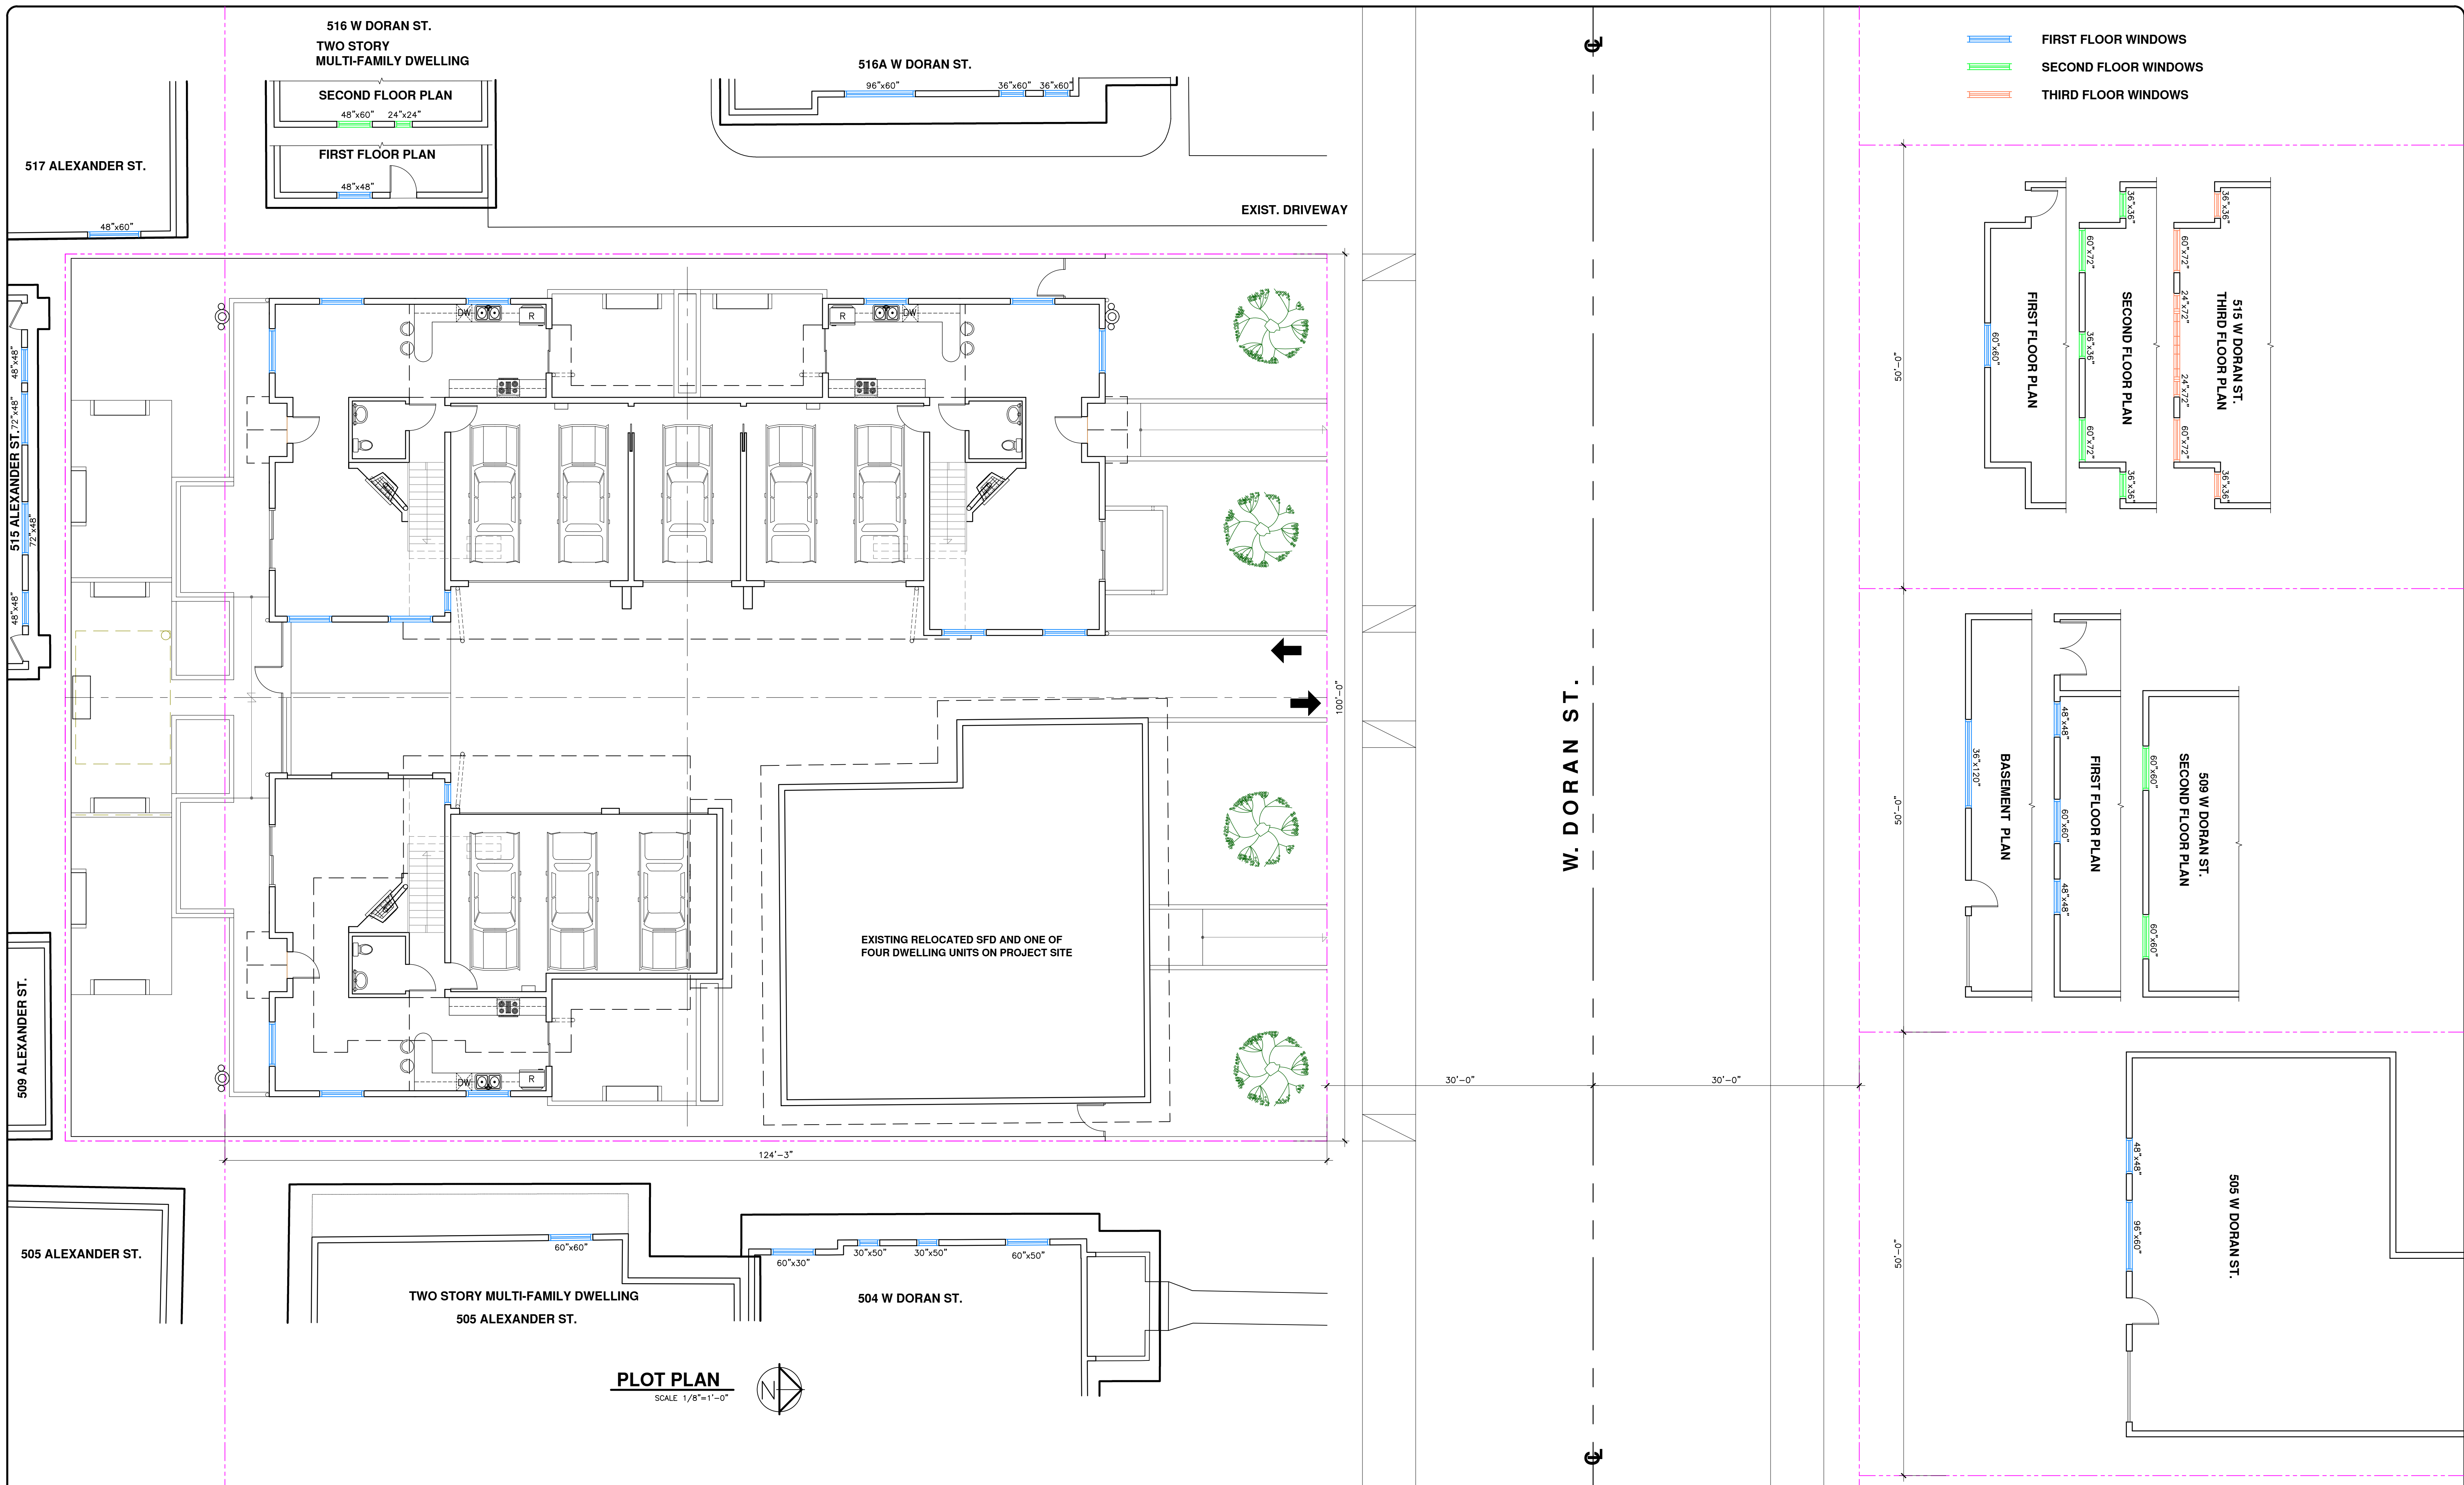 516 W DORAN ST.
TWO STORY
MULTI-FAMILY DWELLING
SECOND FLOOR PLAN
48"x60"
24"x24"
FIRST FLOOR PLAN
48"x48"
517 ALEXANDER ST.
48"x60"
516A W DORAN ST.
96"x60"
36"x60"
36"x60"
EXIST. DRIVEWAY
FIRST FLOOR WINDOWS
SECOND FLOOR WINDOWS
THIRD FLOOR WINDOWS
515 ALEXANDER ST.
48"x48"
72"x48"
72"x48"
48"x48"
DW
R
R
DW
DW
R
100'-0"
EXISTING RELOCATED SFD AND ONE OF
FOUR DWELLING UNITS ON PROJECT SITE
509 ALEXANDER ST.
124'-3"
W. DORAN ST.
30'-0"
30'-0"
50'-0"
FIRST FLOOR PLAN
60"x60"
SECOND FLOOR PLAN
36"x36"
60"x72"
36"x36"
60"x72"
36"x36"
515 W DORAN ST.
THIRD FLOOR PLAN
36"x36"
60"x72"
24"x72"
24"x72"
60"x72"
36"x36"
50'-0"
BASEMENT PLAN
36"x120"
FIRST FLOOR PLAN
48"x48"
60"x60"
48"x48"
509 W DORAN ST.
SECOND FLOOR PLAN
60"x60"
60"x60"
50'-0"
505 W DORAN ST.
48"x48"
96"x60"
505 ALEXANDER ST.
60"x60"
TWO STORY MULTI-FAMILY DWELLING
505 ALEXANDER ST.
60"x30"
30"x50"
30"x50"
60"x50"
504 W DORAN ST.
PLOT PLAN
SCALE 1/8"=1'-0"
N